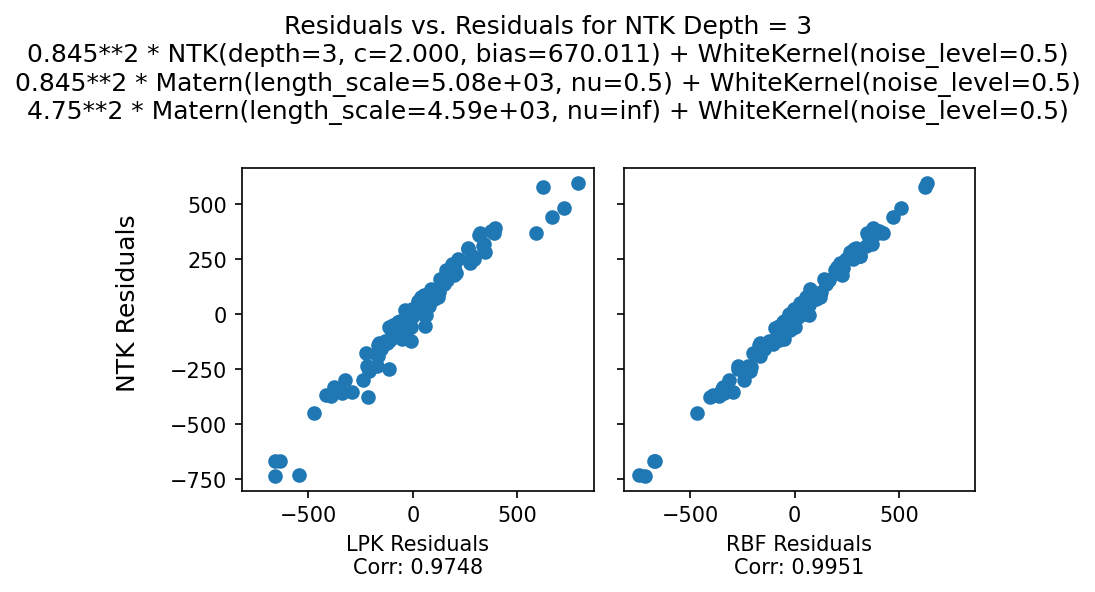 Residuals vs. Residuals for NTK Depth = 3
0.845**2 * NTK(depth=3, c=2.000, bias=670.011) + WhiteKernel(noise_level=0.5)
0.845**2 * Matern(length_scale=5.08e+03, nu=0.5) + WhiteKernel(noise_level=0.5)
4.75**2 * Matern(length_scale=4.59e+03, nu=inf) + WhiteKernel(noise_level=0.5)
NTK Residuals
500
250
0
−250
−500
−750
−500 0 500
LPK Residuals
Corr: 0.9748
−500 0 500
RBF Residuals
Corr: 0.9951